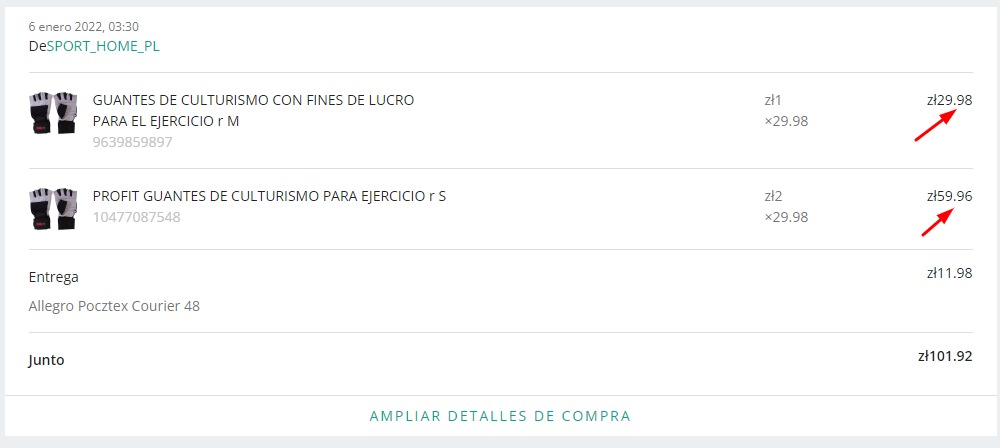 6 enero 2022, 03:30
DeSPORT_HOME_PL
GUANTES DE CULTURISMO CON FINES DE LUCRO
PARA EL EJERCICIO r M
9639859897
zł1
×29.98
zł29.98
PROFIT GUANTES DE CULTURISMO PARA EJERCICIO r S
10477087548
zł2
×29.98
zł59.96
Entrega
zł11.98
Allegro Pocztex Courier 48
Junto
zł101.92
AMPLIAR DETALLES DE COMPRA